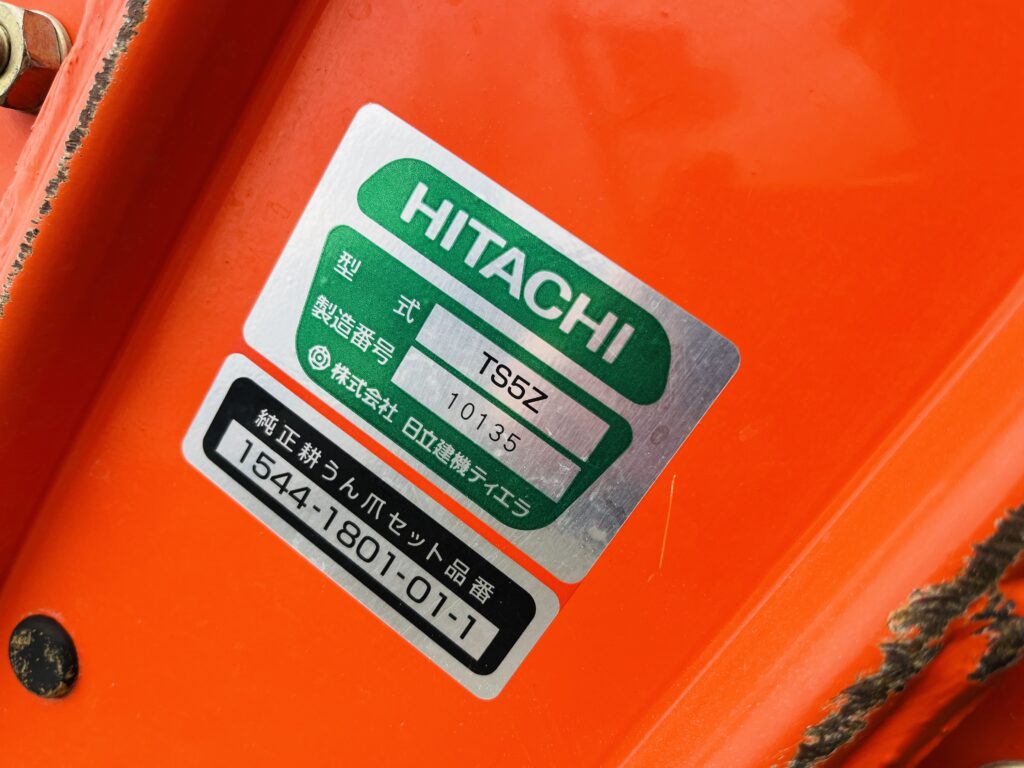 HITACHI
型式 TS5Z
製造番号 10135
株式会社 日立建機ティエラ
純正耕うん爪セット品番
1544-1801-01-1